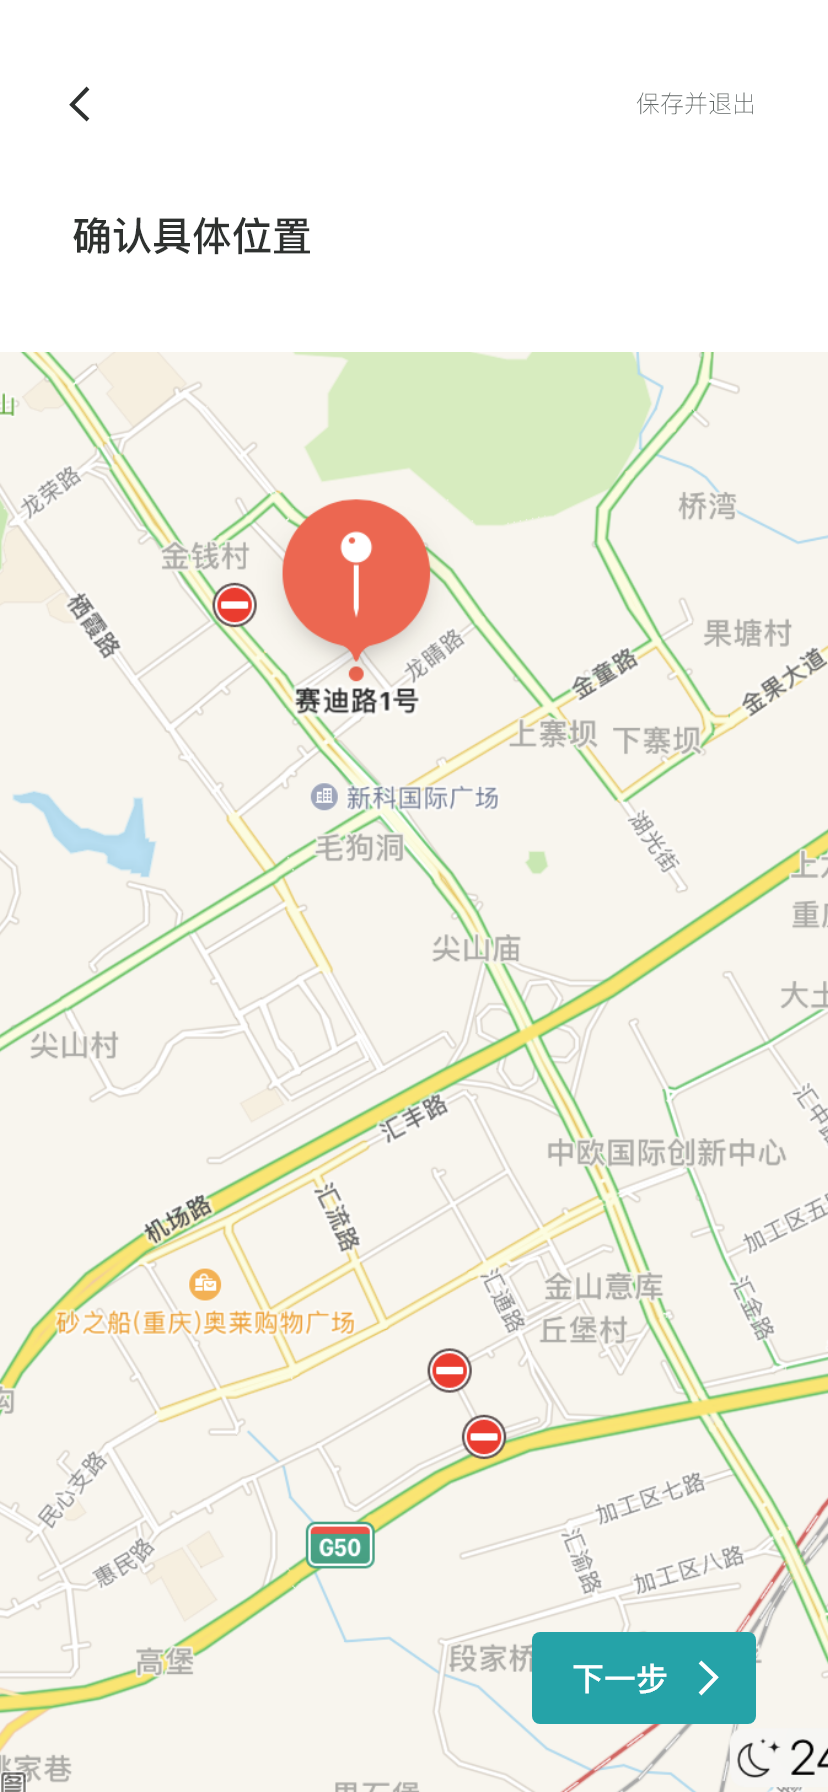 保存并退出
确认具体位置
山
龙荣路
桥湾
金钱村
栖霞路
果塘村
龙晴路
金童路
金果大道
赛迪路1号
上寨坝
下寨坝
新科国际广场
毛狗洞
湖光街
尖山庙
大土
尖山村
汇丰路
中欧国际创新中心
机场路
汇流路
加工区五
汇通路
金山意库
丘堡村
汇金路
砂之船(重庆)奥莱购物广场
民心支路
加工区七路
G50
惠民路
汇渝路
加工区八路
高堡
段家桥
下一步
24